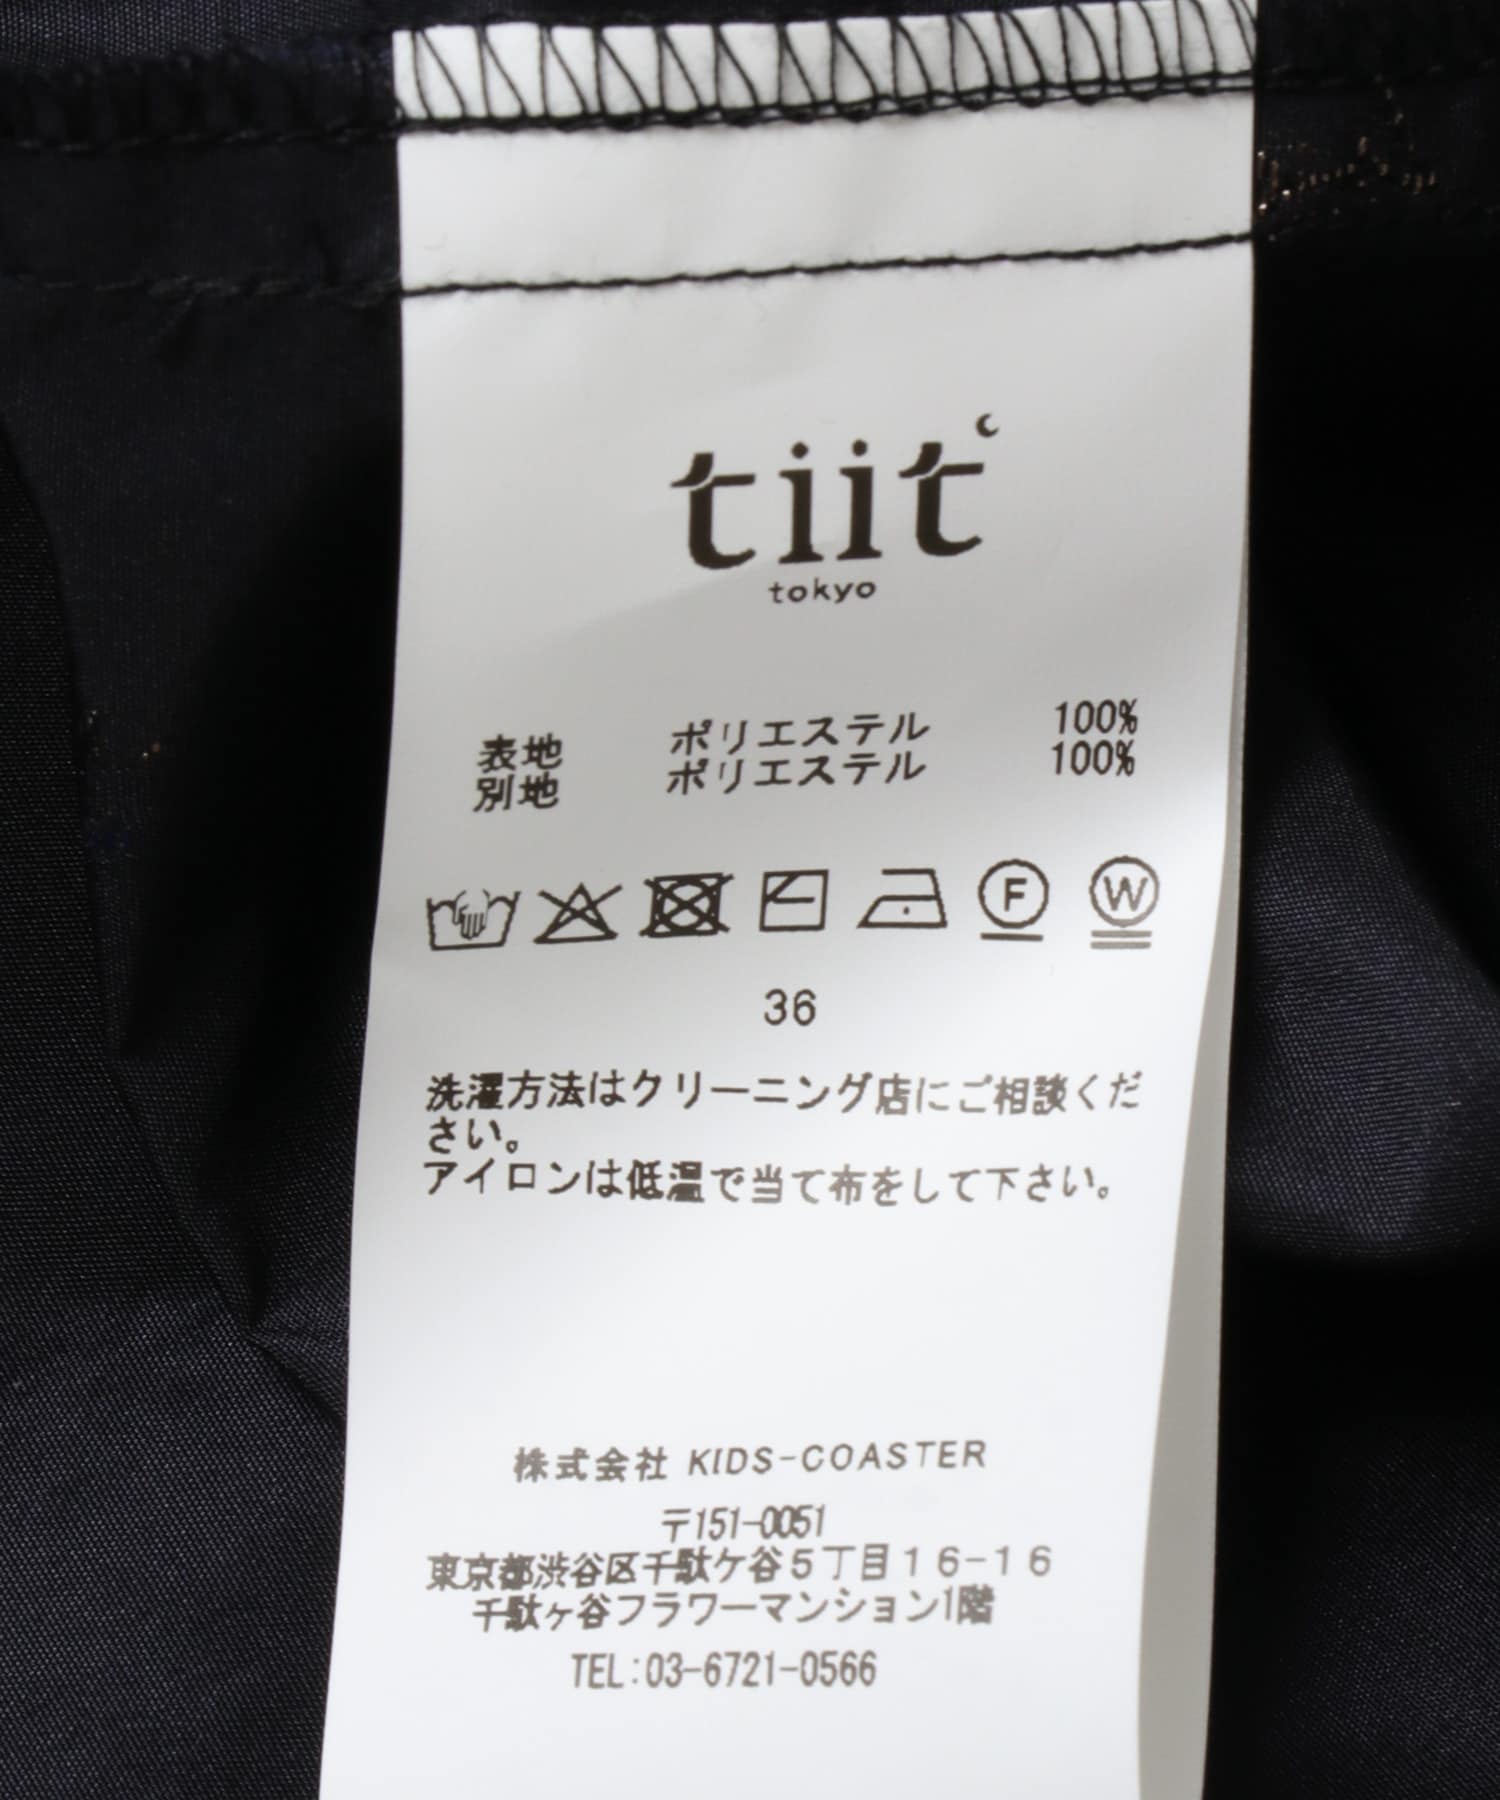 tiit
tokyo
表地 ポリエステル 100%
別地 ポリエステル 100%
F W
36
洗濯方法はクリーニング店にご相談くだ
さい。
アイロンは低温で当て布をして下さい。
株式会社 KIDS-COASTER
〒151-0051
東京都渋谷区千駄ケ谷5丁目16-16
千駄ヶ谷フラワーマンション1階
TEL:03-6721-0566